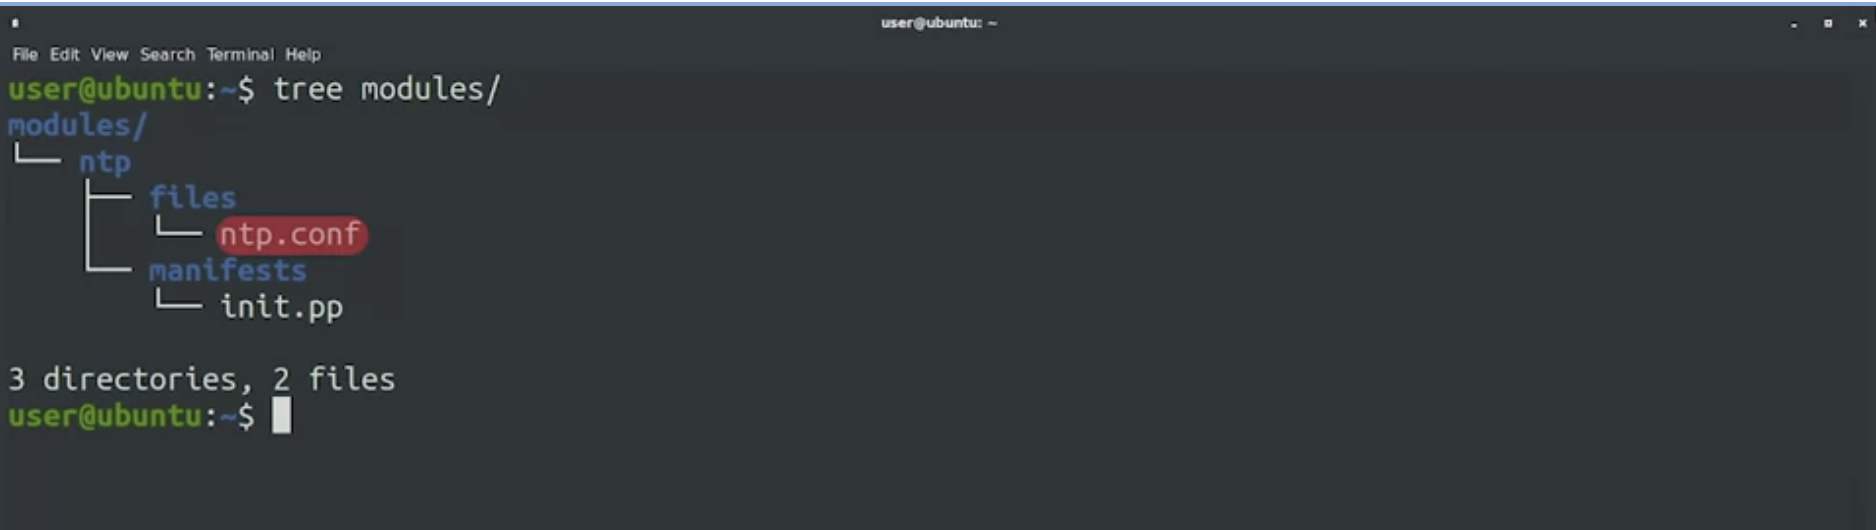 user@ubuntu: ~
File Edit View Search Terminal Help
user@ubuntu:~$ tree modules/
modules/
└── ntp
    ├── files
    │   └── ntp.conf
    └── manifests
        └── init.pp
3 directories, 2 files
user@ubuntu:~$